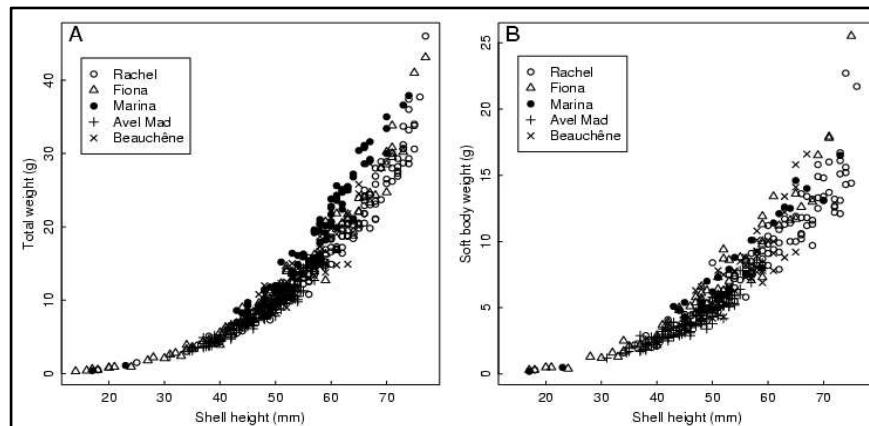 A
Rachel
Fiona
Marina
Avel Mad
Beauchêne
Total weight (g)
0
10
20
30
40
20
30
40
50
60
70
Shell height (mm)
B
Rachel
Fiona
Marina
Avel Mad
Beauchêne
Soft body weight (g)
0
5
10
15
20
25
20
30
40
50
60
70
Shell height (mm)